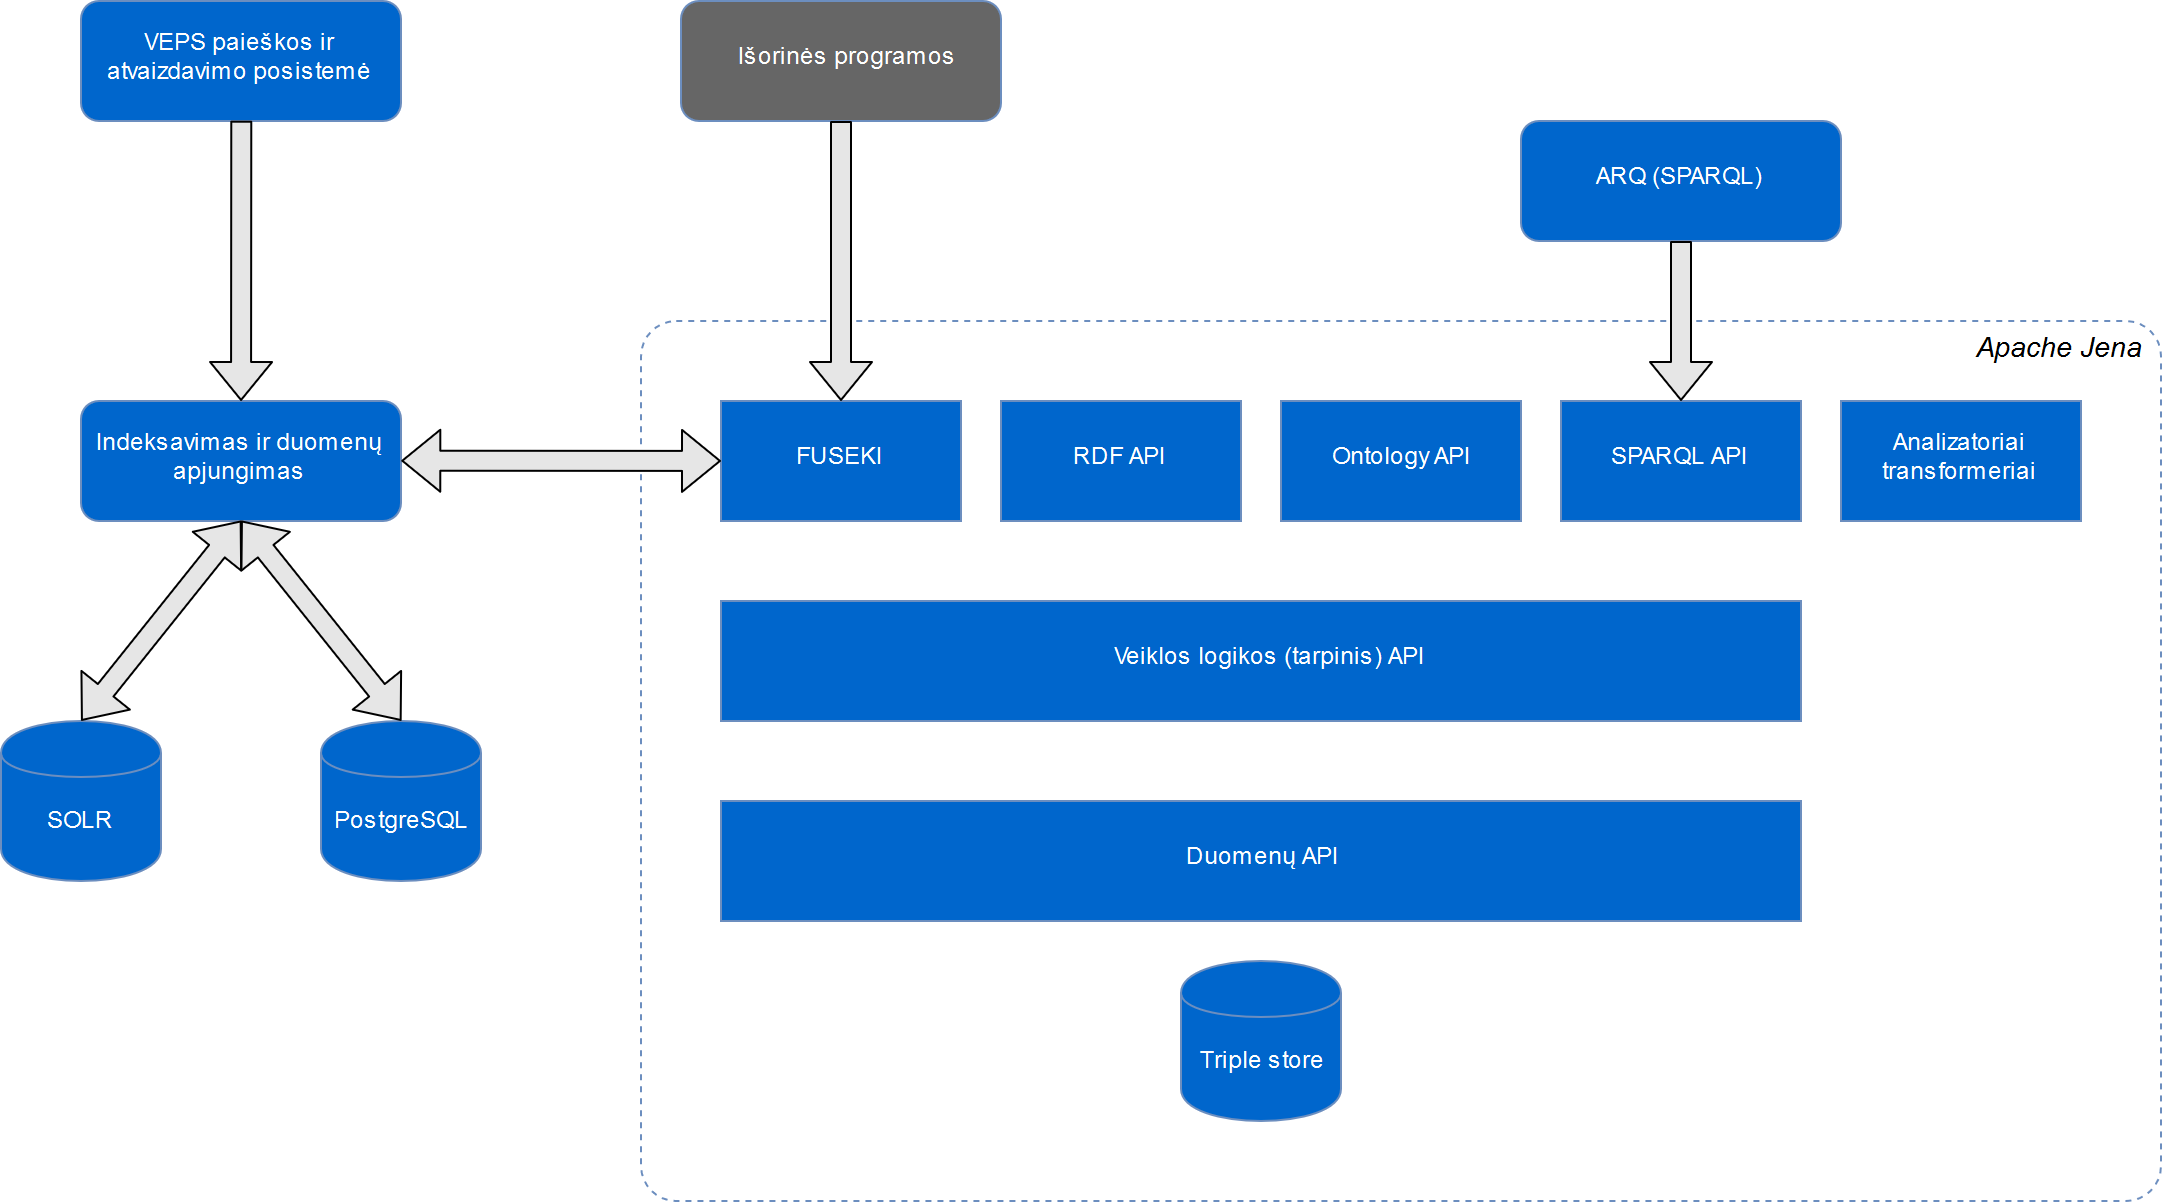 VEPS paieškos ir
atvaizdavimo posistemė
Išorinės programos
ARQ (SPARQL)
Apache Jena
Indeksavimas ir duomenų
apjungimas
FUSEKI
RDF API
Ontology API
SPARQL API
Analizatoriai
transformeriai
Veiklos logikos (tarpinis) API
SOLR
PostgreSQL
Duomenų API
Triple store